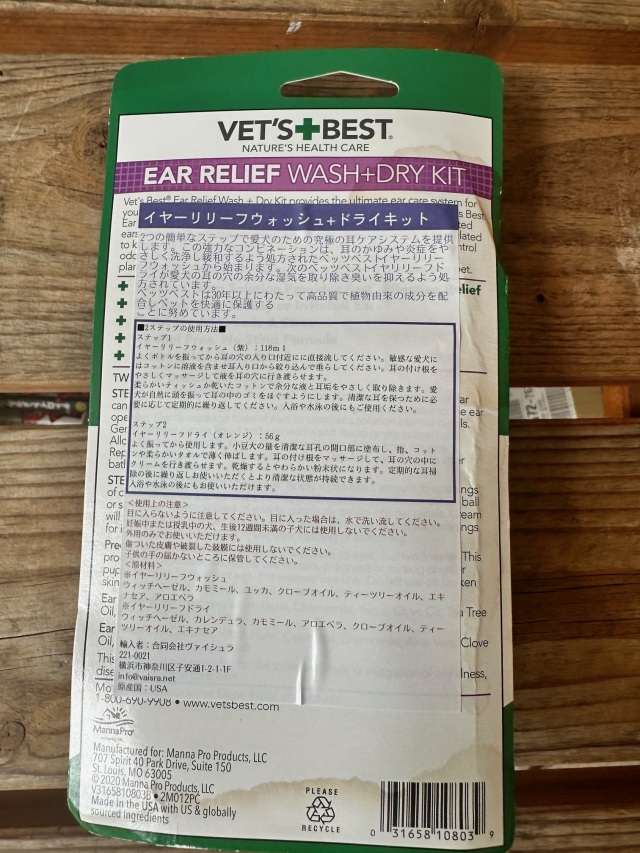 VET'S BEST®
NATURE'S HEALTH CARE
EAR RELIEF WASH+DRY KIT
Vet's Best® Ear Relief Wash + Dry Kit provides the ultimate ear care system for
イヤーリリーフウォッシュ+ドライキット
2つの簡単なステップで愛犬のための究極の耳ケアシステムを提供
します。この強力なコンビネーションは、耳のかゆみや炎症をや
さしく洗浄し緩和するよう処方されたベッツベストイヤーリリー
フウォッシュから始まります。次のベッツベストイヤーリリーフド
ライが愛犬の耳の穴の余分な湿気を取り除き臭いを抑えるよう処
方されています。
ベッツベストは30年以上にわたって高品質で植物由来の成分を配
合しペットを快適に保護する
ことに努めています。
■2ステップの使用方法■
ステップ1
イヤーリリーフウォッシュ（紫）：118ml
よくボトルを振ってから耳の穴の入り口付近にに直接流してください。敏感な愛犬に
はコットンに溶液を含ませ耳入り口から絞り込んで垂らしてください。耳の付け根を
やさしくマッサージして液を耳の穴に行き渡らせます。
柔らかいティッシュか乾いたコットンで余分な液と耳垢をやさしく取り除きます。愛
犬が自然に頭を振って耳の中のゴミをほぐすようにします。清潔な耳を保つために必
要に応じて定期的に繰り返してください。入浴や水泳の後にもご使用ください。
ステップ2
イヤーリリーフドライ（オレンジ）：56g
よく振ってから使用します。小豆大の量を清潔な耳孔の開口部に塗布し、指、コット
ンや柔らかいタオルで薄く伸ばします。耳の付け根をマッサージして、耳の穴の中に
クリームを行き渡らせます。乾燥するとやわらかい粉末状になります。定期的な耳掃
除の後に繰り返しお使いいただくとより清潔な状態が持続できます。
入浴や水泳の後にもお使いいただけます。
＜使用上の注意＞
目に入らないように注意してください。目に入った場合は、水で洗い流してください。
妊娠中または授乳中の犬、生後12週間未満の子犬には使用しないでください。
外用のみでお使いいただけます。
傷ついた皮膚や破裂した鼓膜には使用しないでください。
子供の手の届かないところに保管してください。
＜原材料＞
※イヤーリリーフウォッシュ
ウィッチヘーゼル、カモミール、ユッカ、クローブオイル、ティーツリーオイル、エキ
ナセア、アロエベラ
※イヤーリリーフドライ
ウィッチヘーゼル、カレンデュラ、カモミール、アロエベラ、クローブオイル、ティー
ツリーオイル、エキナセア
輸入者：合同会社ヴァイシュラ
221-0021
横浜市神奈川区子安通1-2-1-1F
info@vaisra.net
原産国：USA
1-800-690-9908 • www.vetsbest.com
MannaPro
Manufactured for: Manna Pro Products, LLC
707 Spirit 40 Park Drive, Suite 150
St. Louis, MO 63005
© 2020 Manna Pro Products, LLC
V3165810803B • 2M012PC
Made in the USA with US & globally
sourced ingredients
PLEASE
RECYCLE
0 31658 10803 9